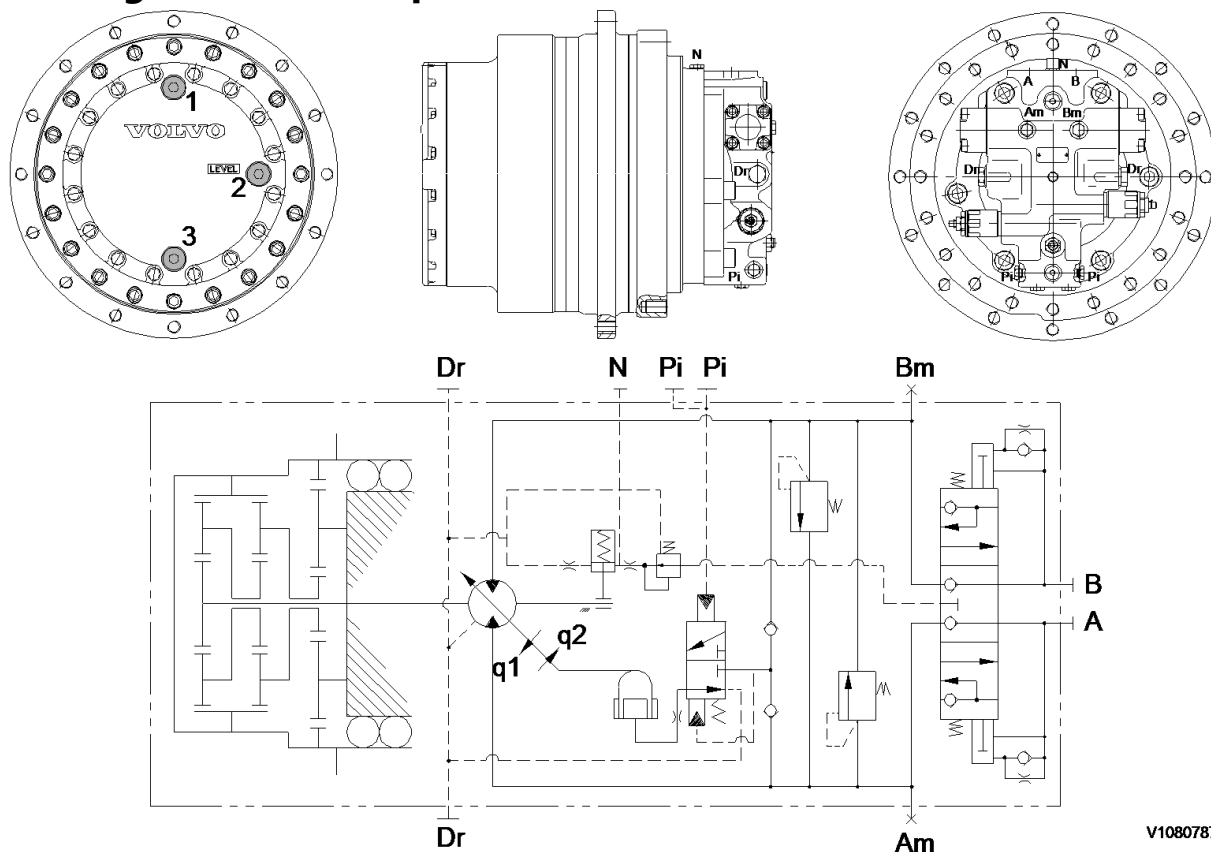 N
N
A B
1
Am Bm
VOLVO
LEVEL
2
Dr
Dr Dr
3
Pi
Pi Pi
Dr N Pi Pi Bm
q2
q1
B
A
Dr
Am
V1080787